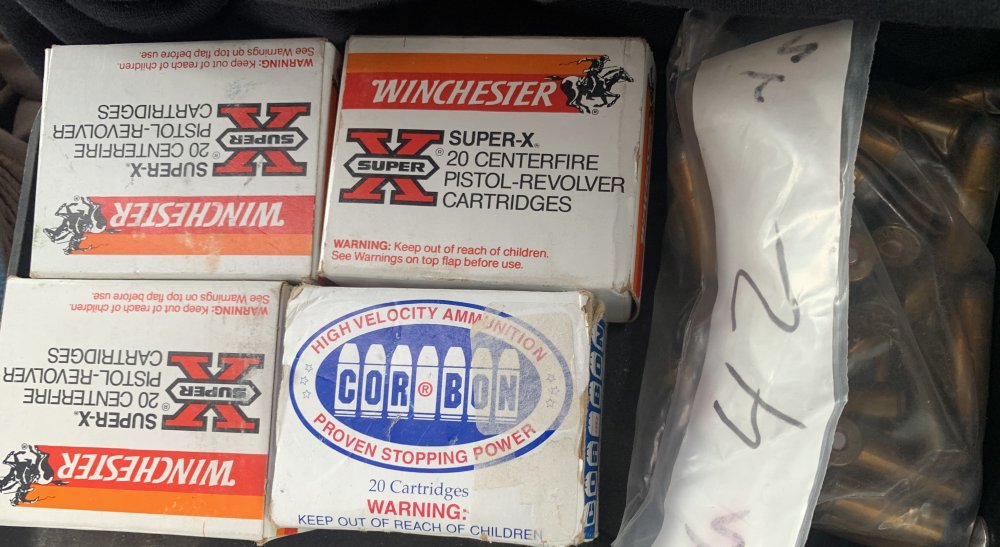 WARNING: Keep out of reach of children.
See Warnings on top flap before use.
SUPER-X®
20 CENTERFIRE
PISTOL-REVOLVER
CARTRIDGES
X SUPER ®
WINCHESTER
WINCHESTER
X SUPER ®
SUPER-X®
20 CENTERFIRE
PISTOL-REVOLVER
CARTRIDGES
WARNING: Keep out of reach of children.
See Warnings on top flap before use.
WARNING: Keep out of reach of children.
See Warnings on top flap before use.
SUPER-X®
20 CENTERFIRE
PISTOL-REVOLVER
CARTRIDGES
X SUPER ®
WINCHESTER
HIGH VELOCITY AMMUNITION
COR®BON
PROVEN STOPPING POWER
20 Cartridges
WARNING:
KEEP OUT OF REACH OF CHILDREN